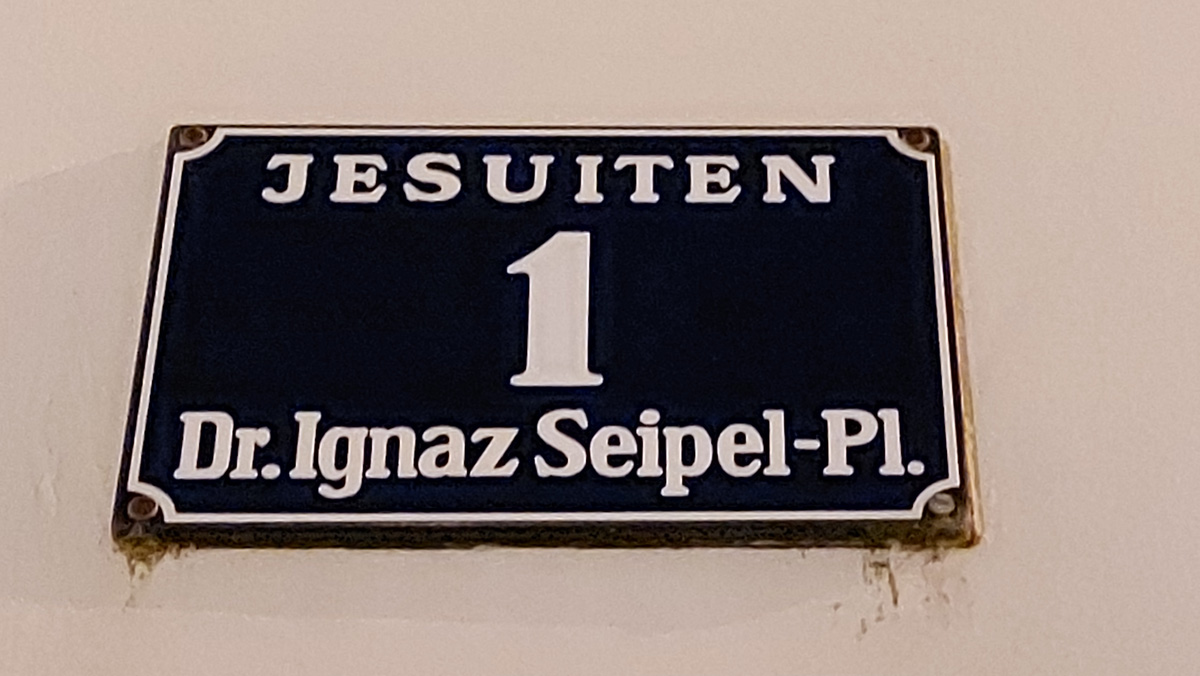 JESUITEN
1
Dr. Ignaz Seipel-Pl.